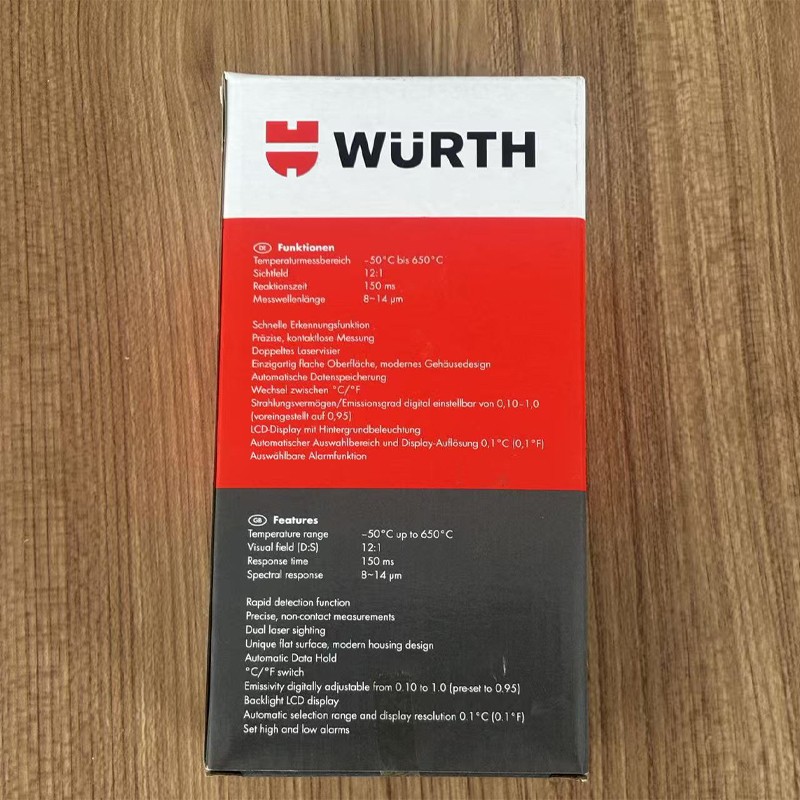 WÜRTH
DE Funktionen
Temperaturmessbereich -50°C bis 650°C
Sichtfeld 12:1
Reaktionszeit 150 ms
Messwellenlänge 8~14 µm
Schnelle Erkennungsfunktion
Präzise, kontaktlose Messung
Doppeltes Laservisier
Einzigartig flache Oberfläche, modernes Gehäusedesign
Automatische Datenspeicherung
Wechsel zwischen °C/°F
Strahlungsvermögen/Emissionsgrad digital einstellbar von 0,10–1,0
(voreingestellt auf 0,95)
LCD-Display mit Hintergrundbeleuchtung
Automatischer Auswahlbereich und Display-Auflösung 0,1°C (0,1°F)
Auswählbare Alarmfunktion
GB Features
Temperature range -50°C up to 650°C
Visual field (D:S) 12:1
Response time 150 ms
Spectral response 8~14 µm
Rapid detection function
Precise, non-contact measurements
Dual laser sighting
Unique flat surface, modern housing design
Automatic Data Hold
°C/°F switch
Emissivity digitally adjustable from 0.10 to 1.0 (pre-set to 0.95)
Backlight LCD display
Automatic selection range and display resolution 0.1°C (0.1°F)
Set high and low alarms